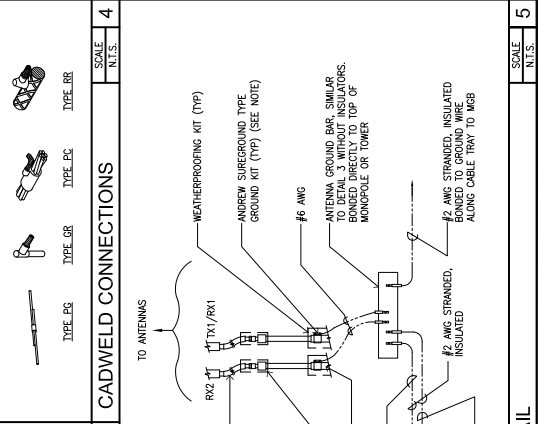 TYPE PG
TYPE GR
TYPE PC
TYPE RR
CADWELD CONNECTIONS
SCALE
N.T.S.
4
TO ANTENNAS
RX2
TX1/RX1
WEATHERPROOFING KIT (TYP)
ANDREW SUREGROUND TYPE
GROUND KIT (TYP) (SEE NOTE)
#6 AWG
ANTENNA GROUND BAR, SIMILAR
TO DETAIL 3 WITHOUT INSULATORS.
BONDED DIRECTLY TO TOP OF
MONOPOLE OR TOWER
#2 AWG STRANDED, INSULATED
BONDED TO GROUND WIRE
ALONG CABLE TRAY TO MGB
#2 AWG STRANDED,
INSULATED
IL
SCALE
N.T.S.
5